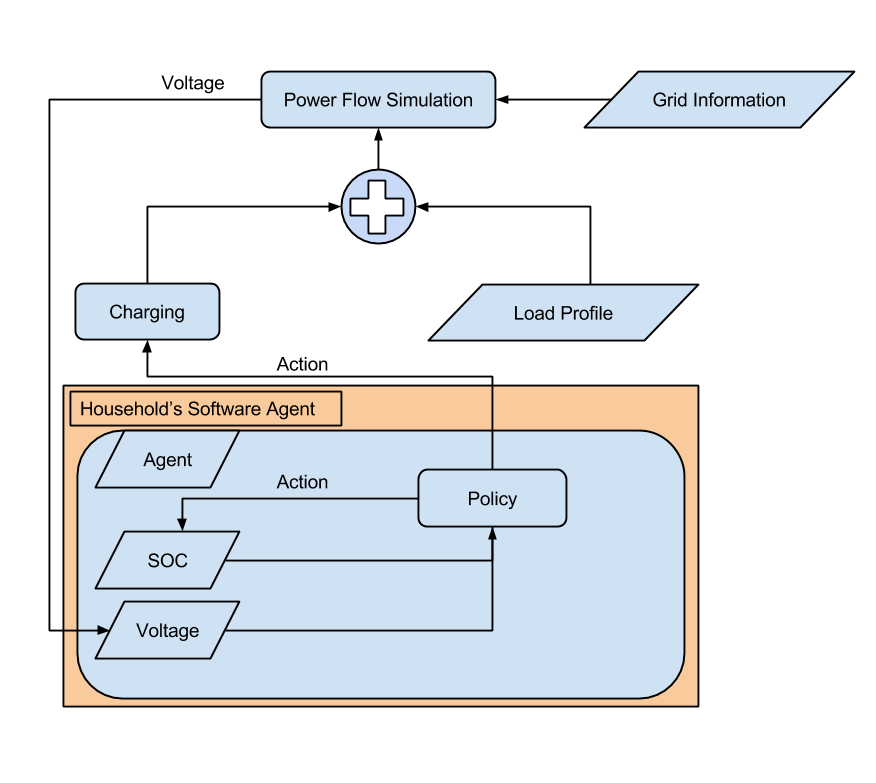 Voltage
Power Flow Simulation
Grid Information
Charging
Load Profile
Action
Household's Software Agent
Agent
Action
Policy
SOC
Voltage